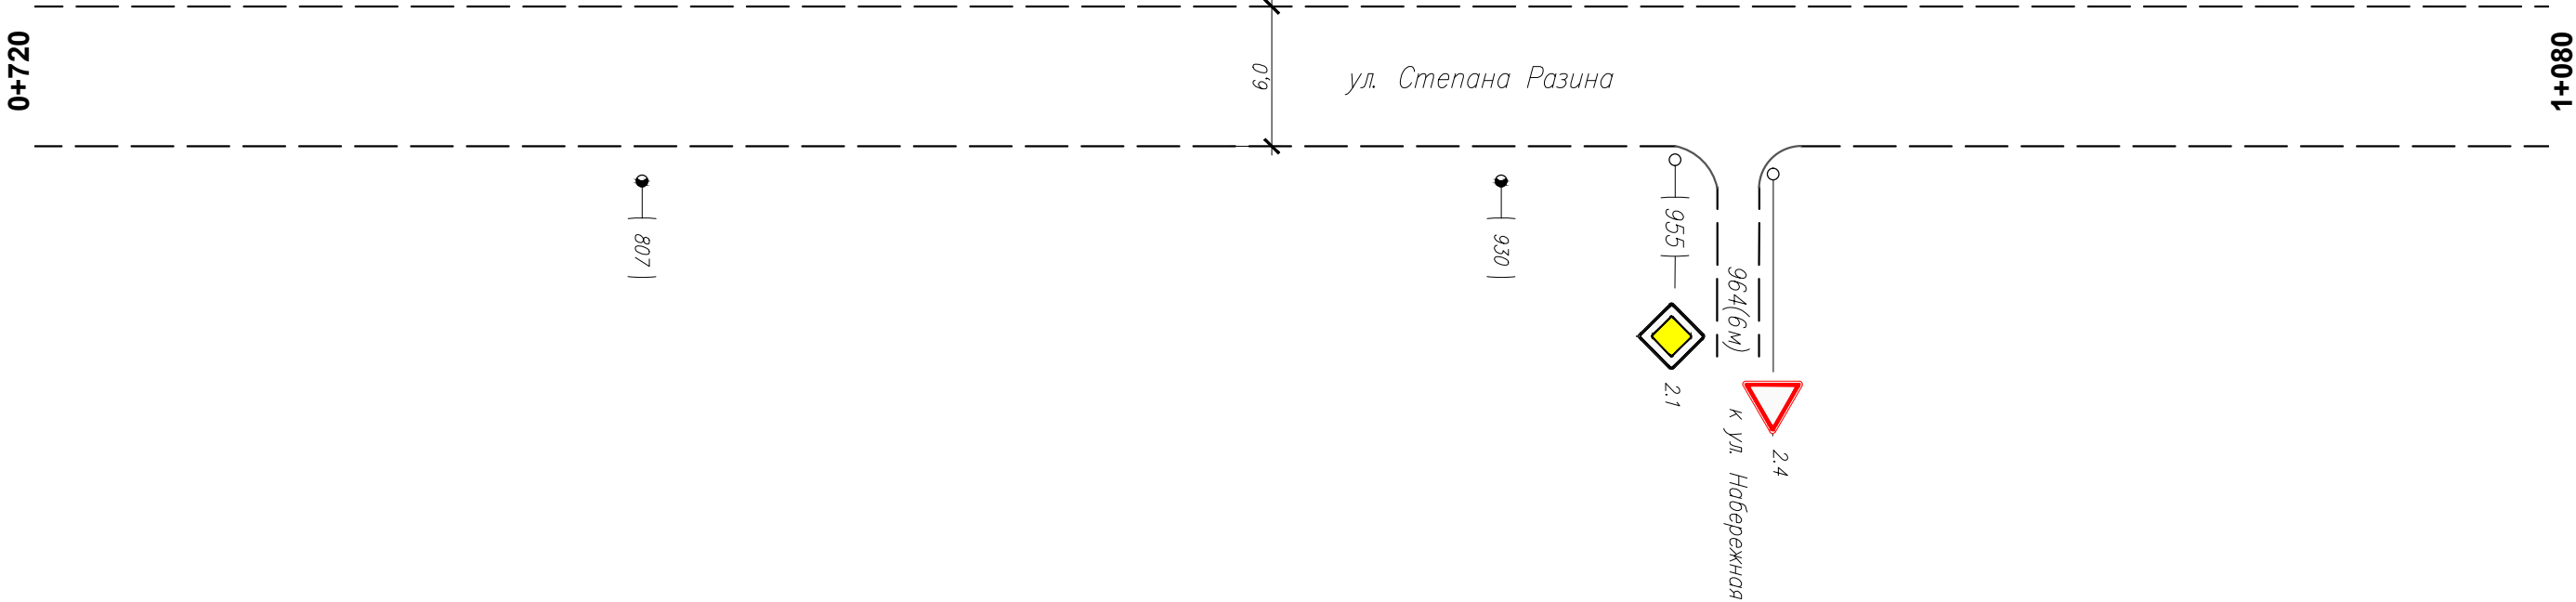 0+720
6,0
ул. Степана Разина
1+080
807
930
955
964(6м)
2.1
2.4
к ул. Набережная